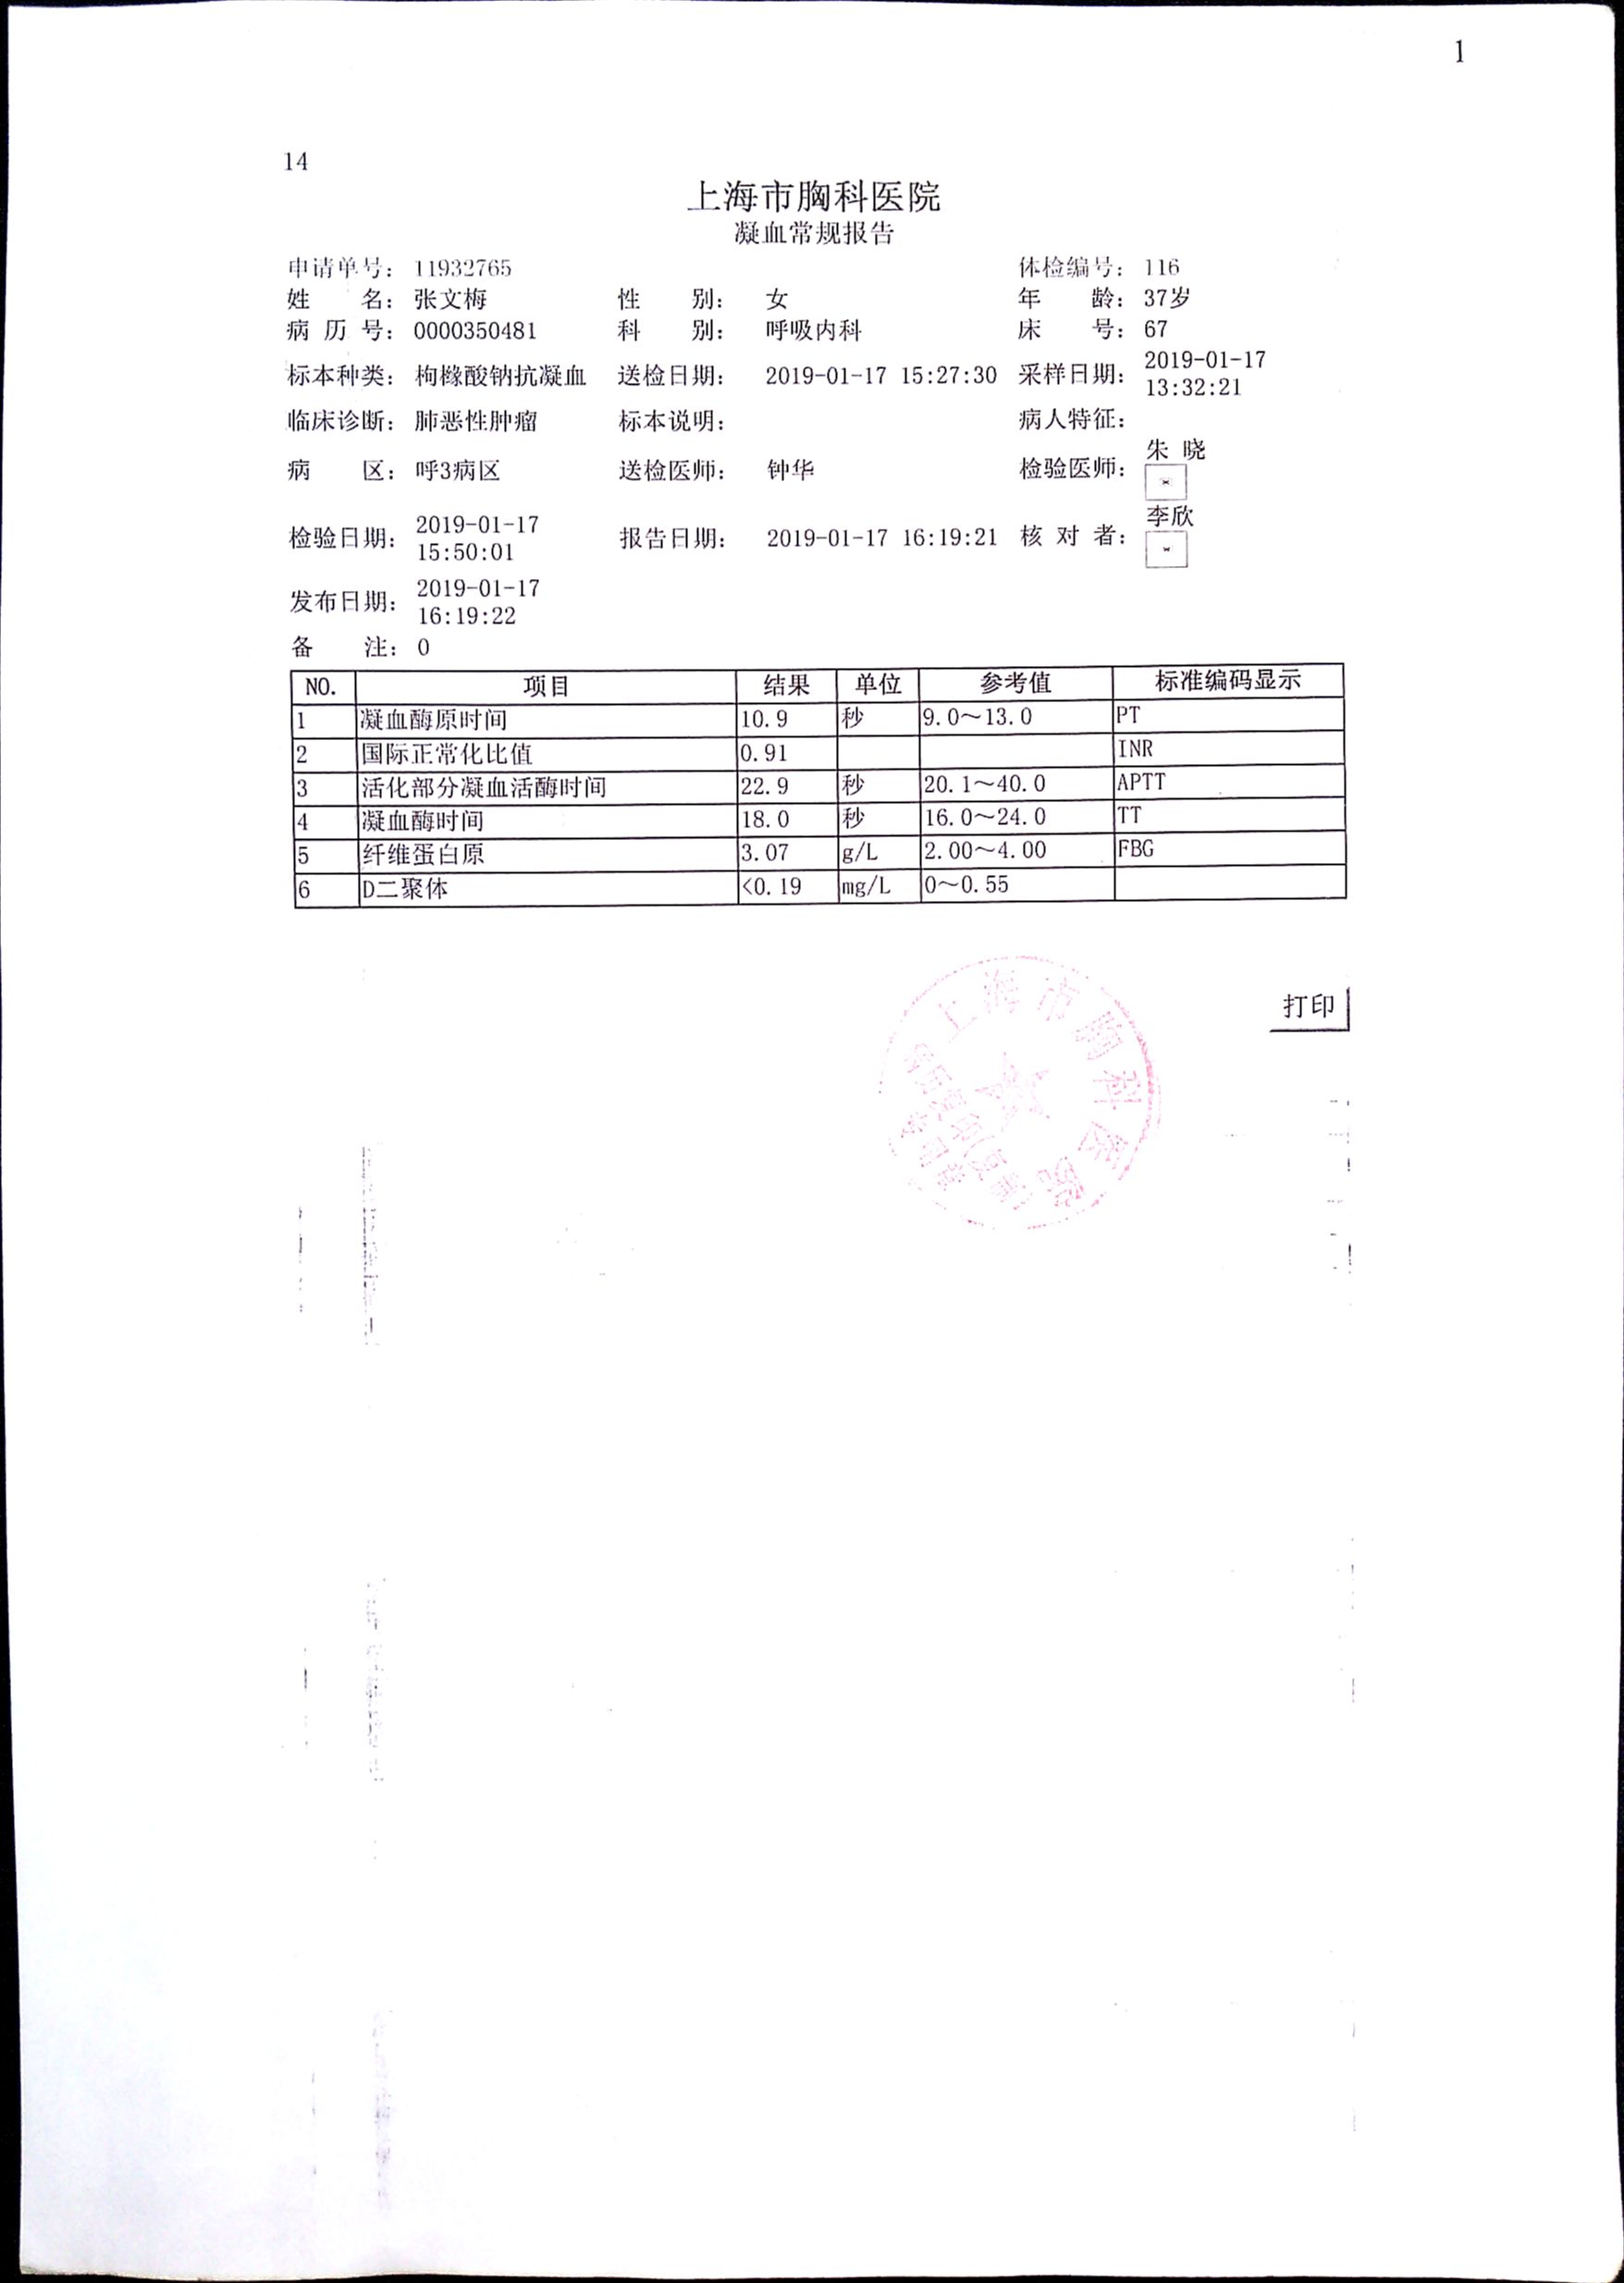 1
14
上海市胸科医院
凝血常规报告
申请单号： 11932765 体检编号： 116
姓 名： 张文梅 性 别： 女 年 龄： 37岁
病 历 号： 0000350481 科 别： 呼吸内科 床 号： 67
标本种类： 枸橼酸钠抗凝血 送检日期： 2019-01-17 15:27:30 采样日期： 2019-01-17 13:32:21
临床诊断： 肺恶性肿瘤 标本说明： 病人特征：
病 区： 呼3病区 送检医师： 钟华 检验医师： 朱 晓
检验日期： 2019-01-17 15:50:01 报告日期： 2019-01-17 16:19:21 核 对 者： 李欣
发布日期： 2019-01-17 16:19:22
备 注： 0
NO. 项目 结果 单位 参考值 标准编码显示
1 凝血酶原时间 10.9 秒 9.0～13.0 PT
2 国际正常化比值 0.91 INR
3 活化部分凝血活酶时间 22.9 秒 20.1～40.0 APTT
4 凝血酶时间 18.0 秒 16.0～24.0 TT
5 纤维蛋白原 3.07 g/L 2.00～4.00 FBG
6 D二聚体 <0.19 mg/L 0～0.55
上海市胸科医院
打印